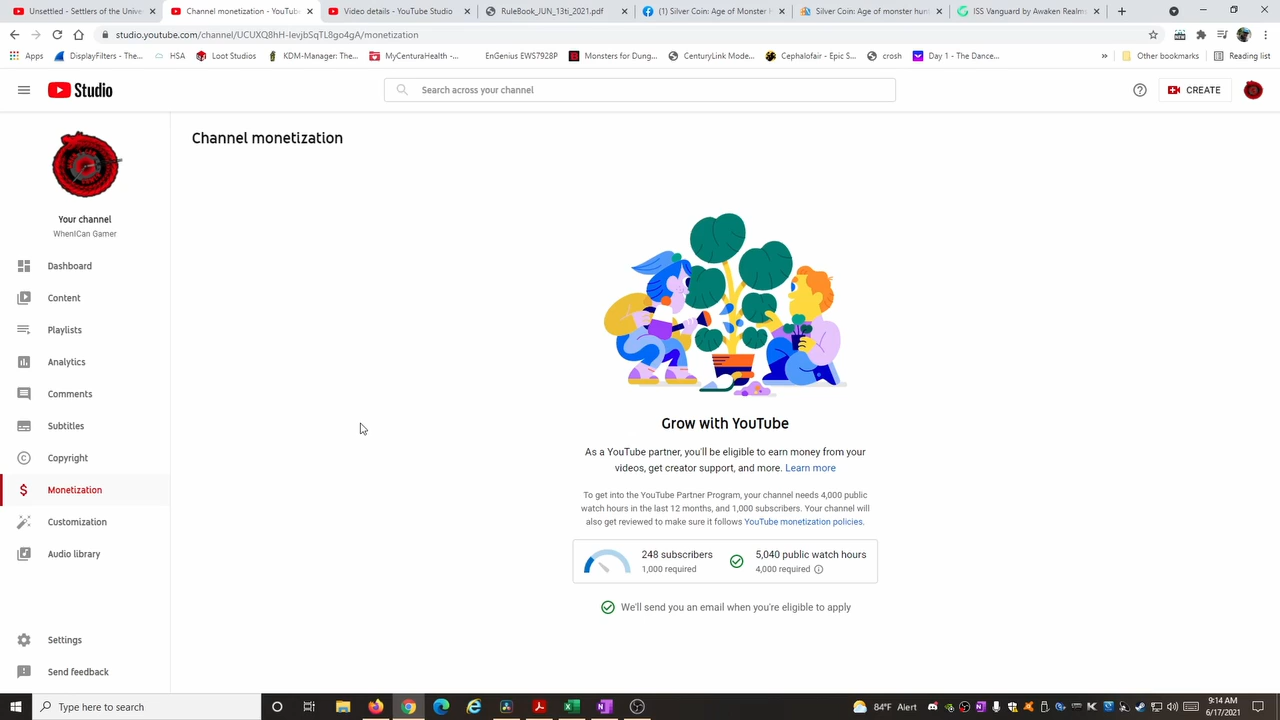 Unsettled - Settlers of the Univer
Channel monetization - YouTube
Video details - YouTube Studio
RuleBook_JUN_13ti_2021.pdf
(1) Silver Coin: Age of Monster H
Silver Coin: Age of monster hunt
ISS Vanguard by Awaken Realms
studio.youtube.com/channel/UCUXQ8hH-IevjbSqTL8go4gA/monetization
Apps
DisplayFilters - The...
HSA
Loot Studios
KDM-Manager: The...
MyCenturaHealth -...
EnGenius EWS7928P
Monsters for Dung...
CenturyLink Mode...
Cephalofair - Epic S...
crosh
Day 1 - The Dance...
»
Other bookmarks
Reading list
Studio
Search across your channel
CREATE
Channel monetization
Your channel
WhenICan Gamer
Dashboard
Content
Playlists
Analytics
Comments
Subtitles
Copyright
Monetization
Customization
Audio library
Settings
Send feedback
Grow with YouTube
As a YouTube partner, you'll be eligible to earn money from your
videos, get creator support, and more. Learn more
To get into the YouTube Partner Program, your channel needs 4,000 public
watch hours in the last 12 months, and 1,000 subscribers. Your channel will
also get reviewed to make sure it follows YouTube monetization policies.
248 subscribers
1,000 required
5,040 public watch hours
4,000 required
We'll send you an email when you're eligible to apply
Type here to search
84°F Alert
9:14 AM
6/17/2021